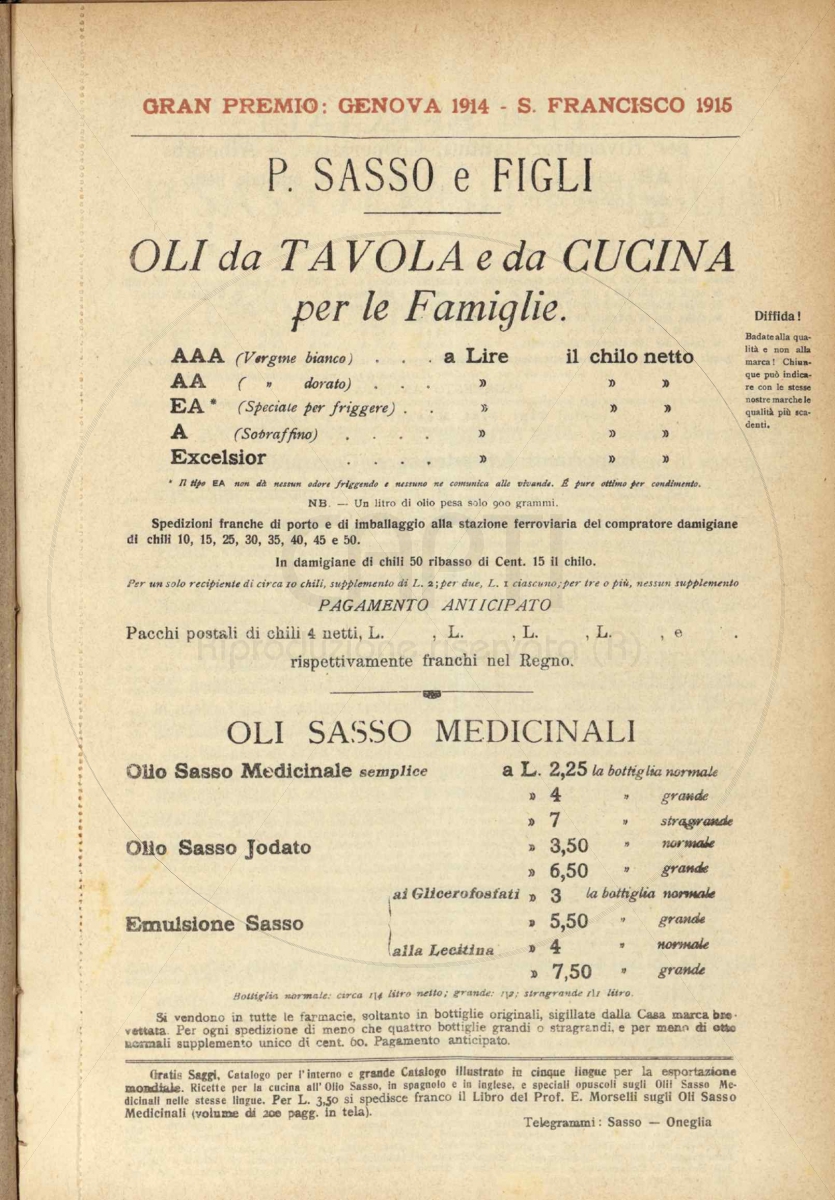 GRAN PREMIO: GENOVA 1914 - S. FRANCISCO 1915
P. SASSO e FIGLI
OLI da TAVOLA e da CUCINA
per le Famiglie.
AAA (Vergine bianco) . . . a Lire il chilo netto
AA ( » dorato) . . . » » »
EA * (Speciale per friggere) . . » » »
A (Sopraffino) . . . . » » »
Excelsior . . . . » » »
* Il tipo EA non dà nessun odore friggendo e nessuno ne comunica alle vivande. È pure ottimo per condimento.
NB. — Un litro di olio pesa solo 900 grammi.
Spedizioni franche di porto e di imballaggio alla stazione ferroviaria del compratore damigiane
di chili 10, 15, 25, 30, 35, 40, 45 e 50.
In damigiane di chili 50 ribasso di Cent. 15 il chilo.
Per un solo recipiente di circa 10 chili, supplemento di L. 2; per due, L. 1 ciascuno; per tre o più, nessun supplemento
PAGAMENTO ANTICIPATO
Pacchi postali di chili 4 netti, L. , L. , L. , L. , e .
rispettivamente franchi nel Regno.
Diffida!
Badate alla qua-
lità e non alla
marca! Chiun-
que può indica-
re con le stesse
nostre marche le
qualità più sca-
denti.
OLI SASSO MEDICINALI
Olio Sasso Medicinale semplice a L. 2,25 la bottiglia normale
» 4 » grande
» 7 » stragrande
Olio Sasso Jodato » 3,50 » normale
» 6,50 » grande
ai Glicerofosfati » 3 la bottiglia normale
Emulsione Sasso » 5,50 » grande
alla Lecitina » 4 » normale
» 7,50 » grande
Bottiglia normale: circa 1\4 litro netto; grande: 1\2; stragrande 1\1 litro.
Si vendono in tutte le farmacie, soltanto in bottiglie originali, sigillate dalla Casa marca bre-
vettata. Per ogni spedizione di meno che quattro bottiglie grandi o stragrandi, e per meno di otto
normali supplemento unico di cent. 60. Pagamento anticipato.
Gratis Saggi, Catalogo per l'interno e grande Catalogo illustrato in cinque lingue per la esportazione
mondiale. Ricette per la cucina all'Olio Sasso, in spagnolo e in inglese, e speciali opuscoli sugli Olii Sasso Me-
dicinali nelle stesse lingue. Per L. 3,50 si spedisce franco il Libro del Prof. E. Morselli sugli Oli Sasso
Medicinali (volume di 200 pagg. in tela).
Telegrammi: Sasso — Oneglia